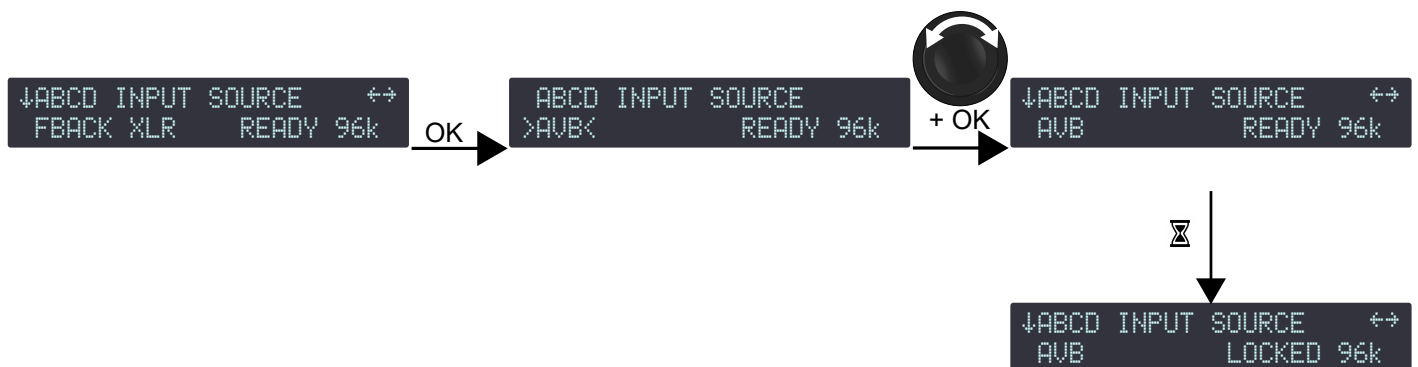 ↓ABCD INPUT SOURCE ↔
FBACK XLR READY 96k
OK
ABCD INPUT SOURCE
>AVB< READY 96k
+ OK
↓ABCD INPUT SOURCE ↔
AVB READY 96k
↓ABCD INPUT SOURCE ↔
AVB LOCKED 96k